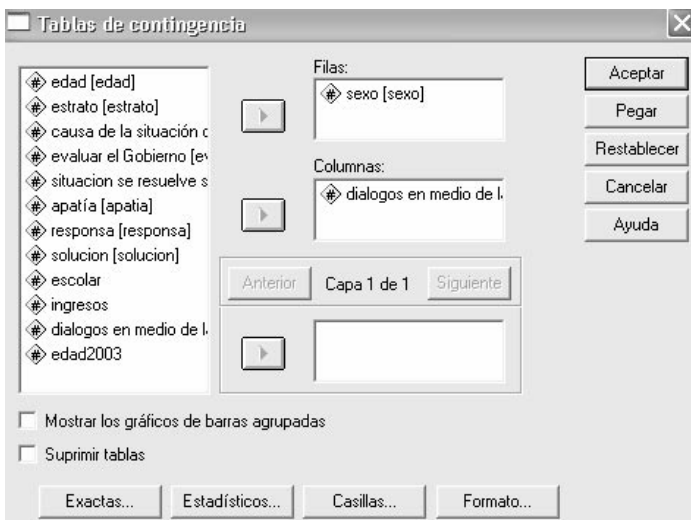 Tablas de contingencia
edad [edad]
estrato [estrato]
causa de la situación c
evaluar el Gobierno [ev
situacion se resuelve s
apatía [apatia]
responsa [responsa]
solucion [solucion]
escolar
ingresos
dialogos en medio de la
edad2003
Filas:
sexo [sexo]
Columnas:
dialogos en medio de la
Anterior
Capa 1 de 1
Siguiente
Aceptar
Pegar
Restablecer
Cancelar
Ayuda
Mostrar los gráficos de barras agrupadas
Suprimir tablas
Exactas...
Estadísticos...
Casillas...
Formato...